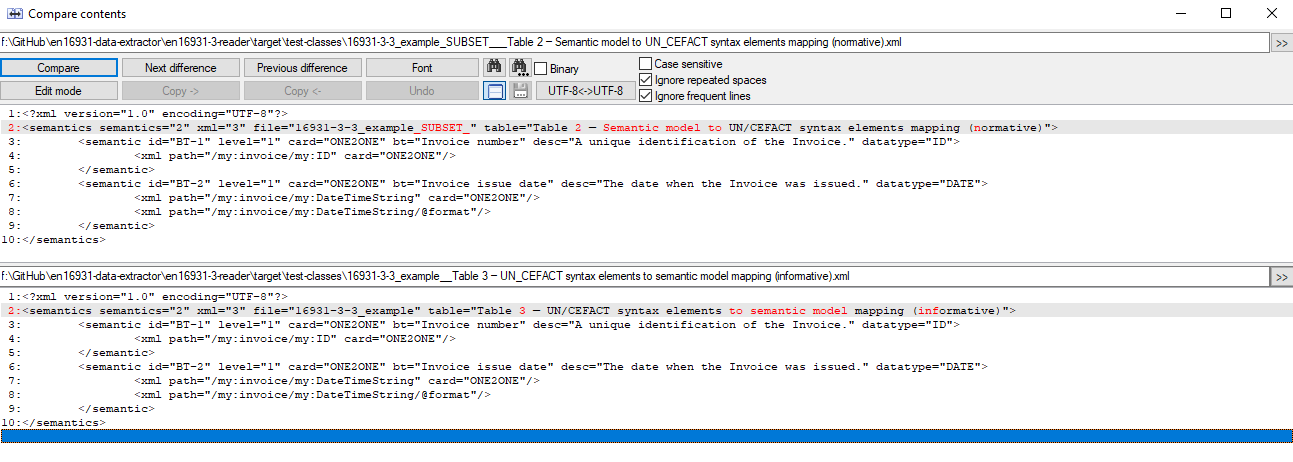 Compare contents
f:\GitHub\en16931-data-extractor\en16931-3-reader\target\test-classes\16931-3-3_example_SUBSET___Table 2 – Semantic model to UN_CEFACT syntax elements mapping (normative).xml
>>
Compare Next difference Previous difference Font Binary Case sensitive
Ignore repeated spaces
Edit mode Copy -> Copy <- Undo UTF-8<->UTF-8 Ignore frequent lines
1:<?xml version="1.0" encoding="UTF-8"?>
2:<semantics semantics="2" xml="3" file="16931-3-3_example_SUBSET_" table="Table 2 – Semantic model to UN/CEFACT syntax elements mapping (normative)">
3: <semantic id="BT-1" level="1" card="ONE2ONE" bt="Invoice number" desc="A unique identification of the Invoice." datatype="ID">
4: <xml path="/my:invoice/my:ID" card="ONE2ONE"/>
5: </semantic>
6: <semantic id="BT-2" level="1" card="ONE2ONE" bt="Invoice issue date" desc="The date when the Invoice was issued." datatype="DATE">
7: <xml path="/my:invoice/my:DateTimeString" card="ONE2ONE"/>
8: <xml path="/my:invoice/my:DateTimeString/@format"/>
9: </semantic>
10:</semantics>
f:\GitHub\en16931-data-extractor\en16931-3-reader\target\test-classes\16931-3-3_example__Table 3 – UN_CEFACT syntax elements to semantic model mapping (informative).xml
>>
1:<?xml version="1.0" encoding="UTF-8"?>
2:<semantics semantics="2" xml="3" file="16931-3-3_example" table="Table 3 – UN/CEFACT syntax elements to semantic model mapping (informative)">
3: <semantic id="BT-1" level="1" card="ONE2ONE" bt="Invoice number" desc="A unique identification of the Invoice." datatype="ID">
4: <xml path="/my:invoice/my:ID" card="ONE2ONE"/>
5: </semantic>
6: <semantic id="BT-2" level="1" card="ONE2ONE" bt="Invoice issue date" desc="The date when the Invoice was issued." datatype="DATE">
7: <xml path="/my:invoice/my:DateTimeString" card="ONE2ONE"/>
8: <xml path="/my:invoice/my:DateTimeString/@format"/>
9: </semantic>
10:</semantics>